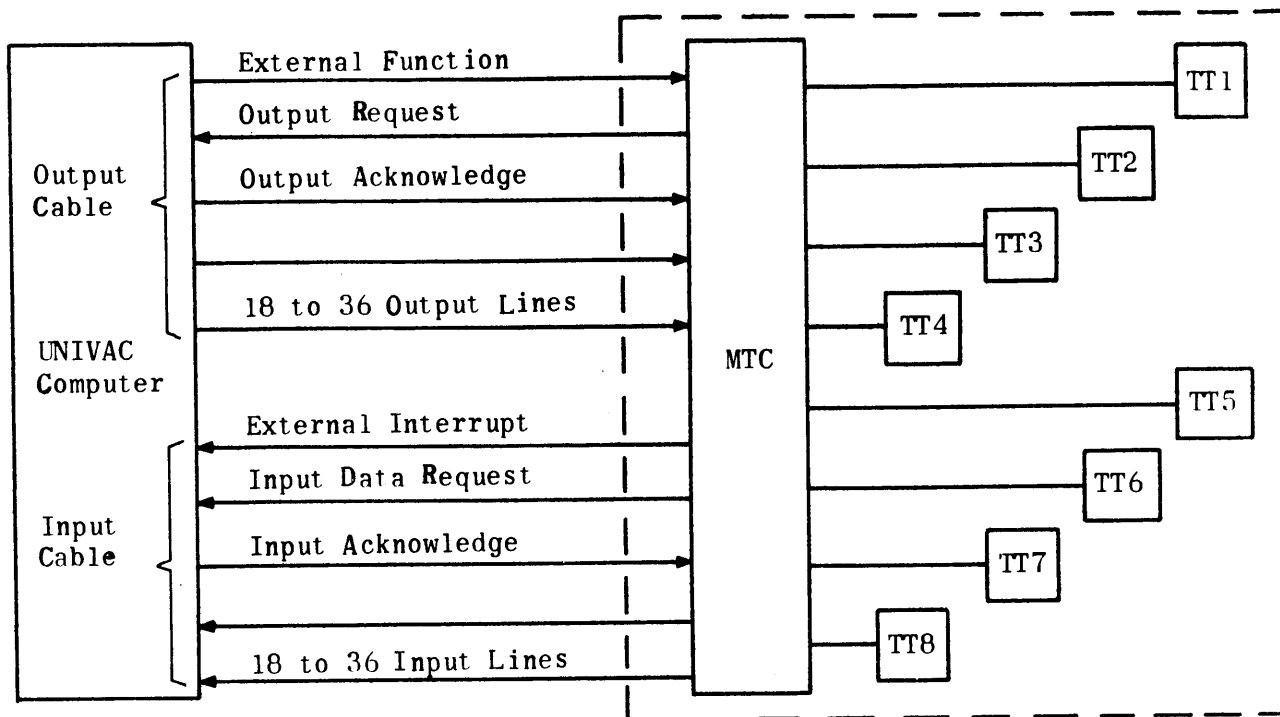 External Function
Output Request
Output Acknowledge
Output
Cable
18 to 36 Output Lines
UNIVAC
Computer
External Interrupt
Input Data Request
Input
Cable
Input Acknowledge
18 to 36 Input Lines
MTC
TT1
TT2
TT3
TT4
TT5
TT6
TT7
TT8